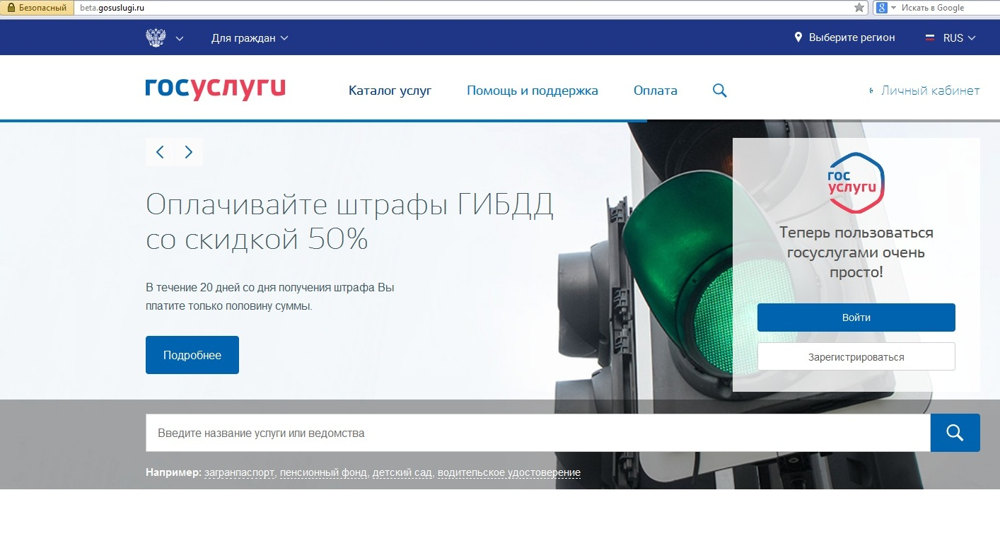 Безопасный
beta.gosuslugi.ru
Искать в Google
Для граждан
Выберите регион
RUS
госуслуги
Каталог услуг
Помощь и поддержка
Оплата
Личный кабинет
Оплачивайте штрафы ГИБДД
со скидкой 50%
В течение 20 дней со дня получения штрафа Вы
платите только половину суммы.
Подробнее
гос
услуги
Теперь пользоваться
госуслугами очень
просто!
Войти
Зарегистрироваться
Введите название услуги или ведомства
Например: загранпаспорт, пенсионный фонд, детский сад, водительское удостоверение